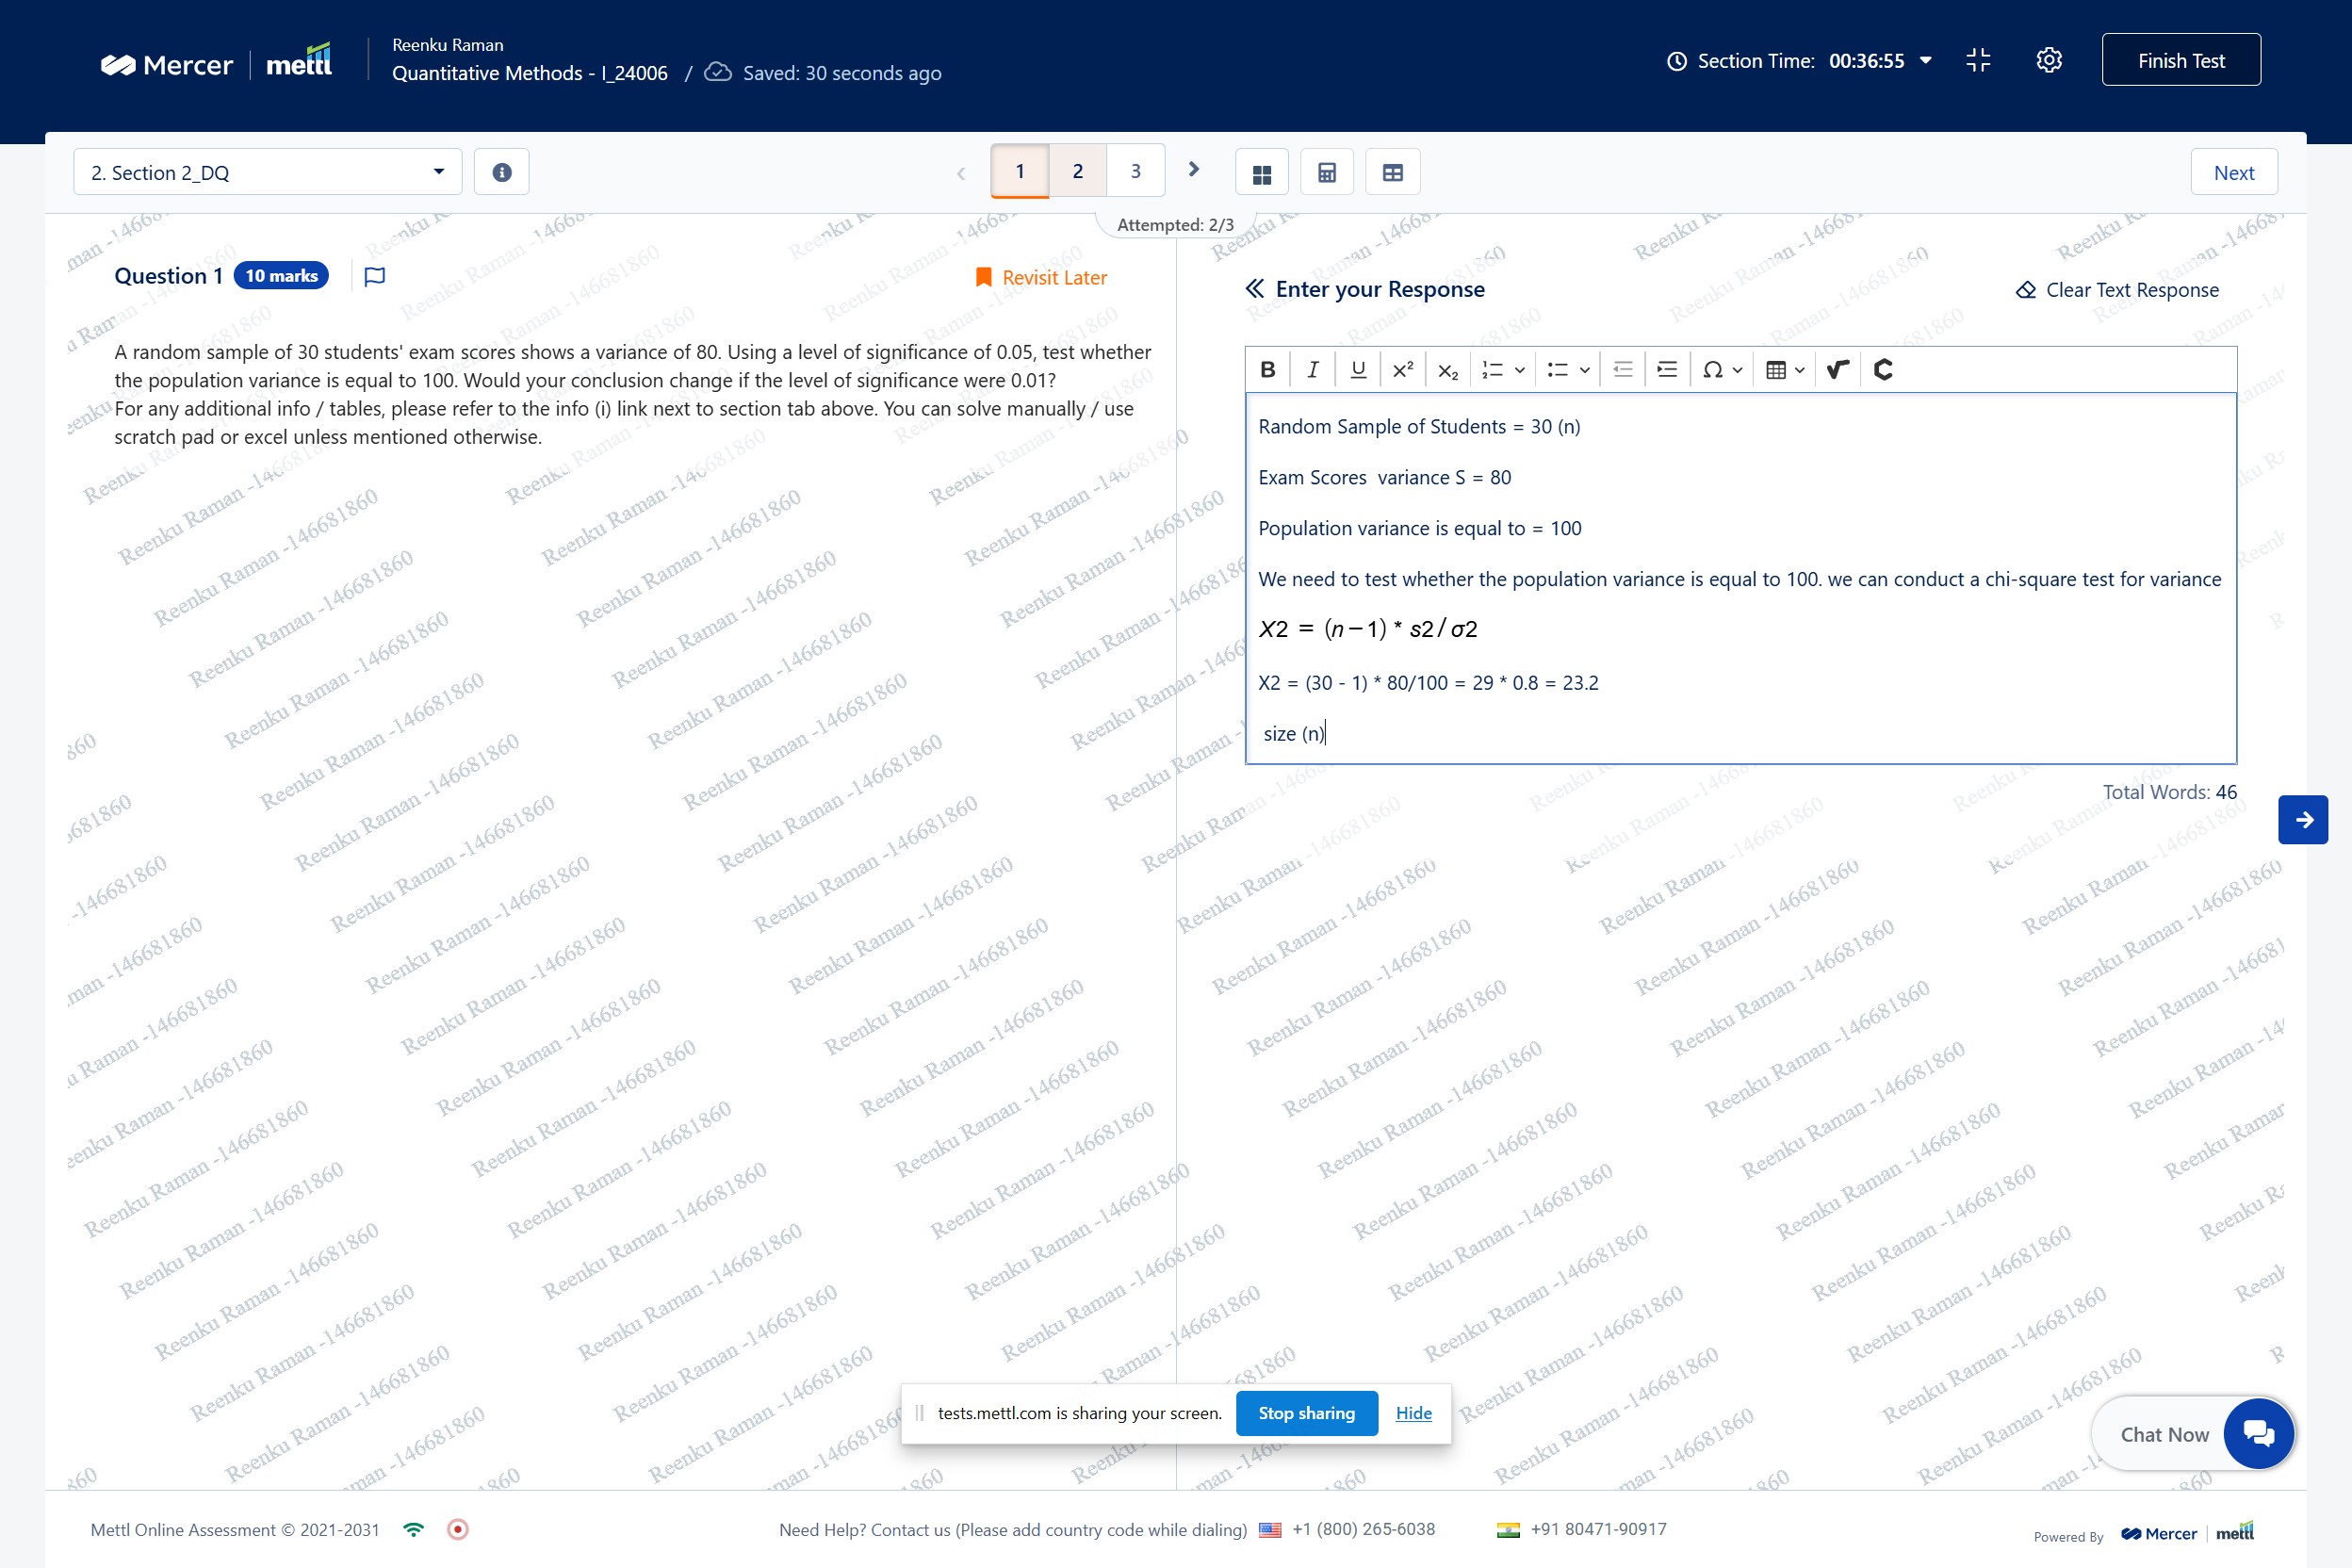 Mercer mettl
Reenku Raman
Quantitative Methods - I_24006 / Saved: 30 seconds ago
Section Time: 00:36:55
Finish Test
2. Section 2_DQ
1 2 3
Next
Attempted: 2/3
Question 1 10 marks
Revisit Later
A random sample of 30 students' exam scores shows a variance of 80. Using a level of significance of 0.05, test whether
the population variance is equal to 100. Would your conclusion change if the level of significance were 0.01?
For any additional info / tables, please refer to the info (i) link next to section tab above. You can solve manually / use
scratch pad or excel unless mentioned otherwise.
Enter your Response
Clear Text Response
B I U x² x₂ Ω
Random Sample of Students = 30 (n)
Exam Scores  variance S = 80
Population variance is equal to = 100
We need to test whether the population variance is equal to 100. we can conduct a chi-square test for variance
X2 = (n−1) * s2/σ2
X2 = (30 - 1) * 80/100 = 29 * 0.8 = 23.2
size (n)
Total Words: 46
Reenku Raman -146681860
tests.mettl.com is sharing your screen. Stop sharing Hide
Chat Now
Mettl Online Assessment © 2021-2031
Need Help? Contact us (Please add country code while dialing) +1 (800) 265-6038 +91 80471-90917
Powered By Mercer mettl